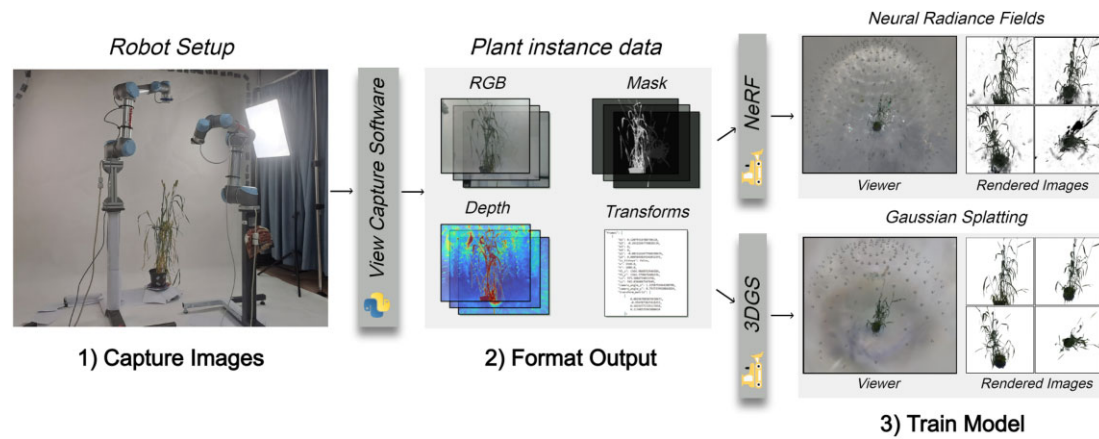 Robot Setup
View Capture Software
Plant instance data
RGB
Mask
Depth
Transforms
NeRF
3DGS
Neural Radiance Fields
Viewer
Rendered Images
Gaussian Splatting
Viewer
Rendered Images
1) Capture Images
2) Format Output
3) Train Model